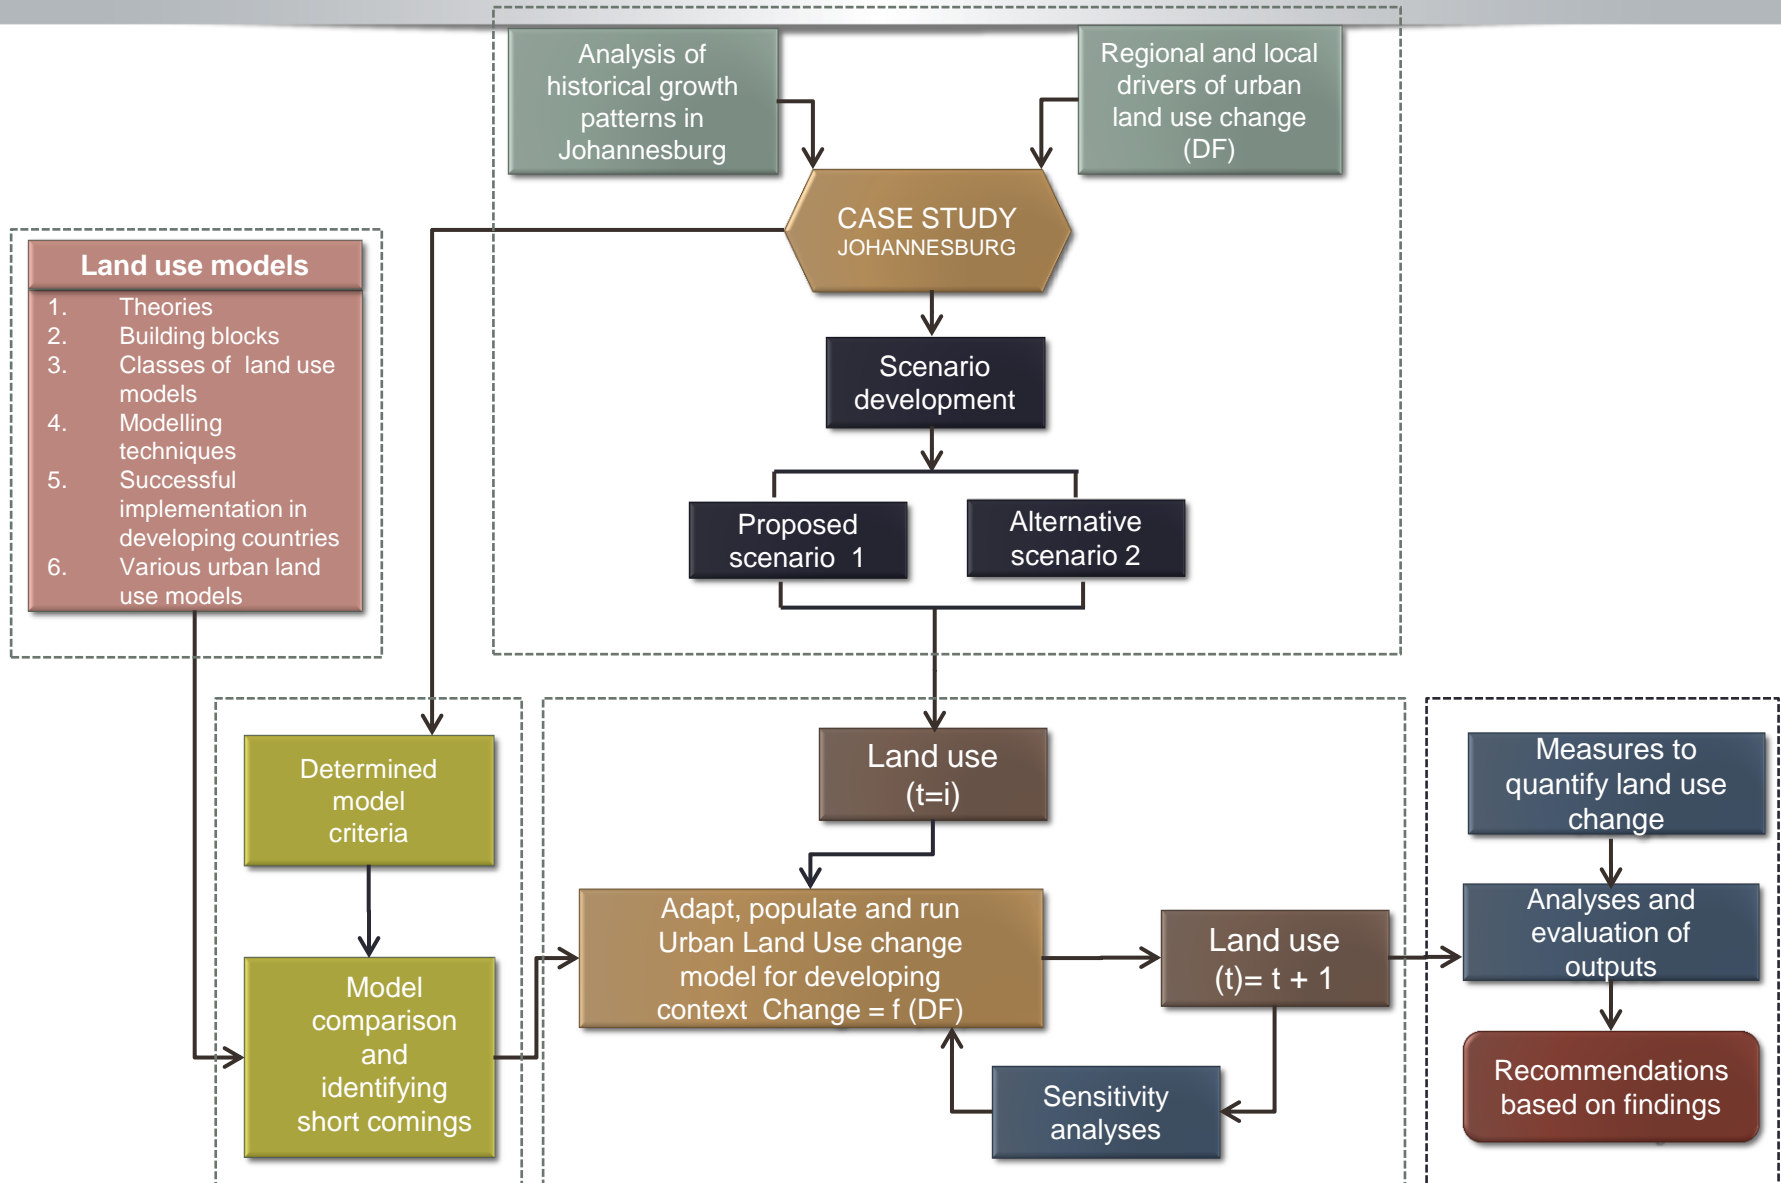 Analysis of
historical growth
patterns in
Johannesburg
Regional and local
drivers of urban
land use change
(DF)
CASE STUDY
JOHANNESBURG
Land use models
1. Theories
2. Building blocks
3. Classes of land use
models
4. Modelling
techniques
5. Successful
implementation in
developing countries
6. Various urban land
use models
Scenario
development
Proposed
scenario 1
Alternative
scenario 2
Determined
model
criteria
Model
comparison
and
identifying
short comings
Land use
(t=i)
Adapt, populate and run
Urban Land Use change
model for developing
context Change = f (DF)
Land use
(t)= t + 1
Sensitivity
analyses
Measures to
quantify land use
change
Analyses and
evaluation of
outputs
Recommendations
based on findings